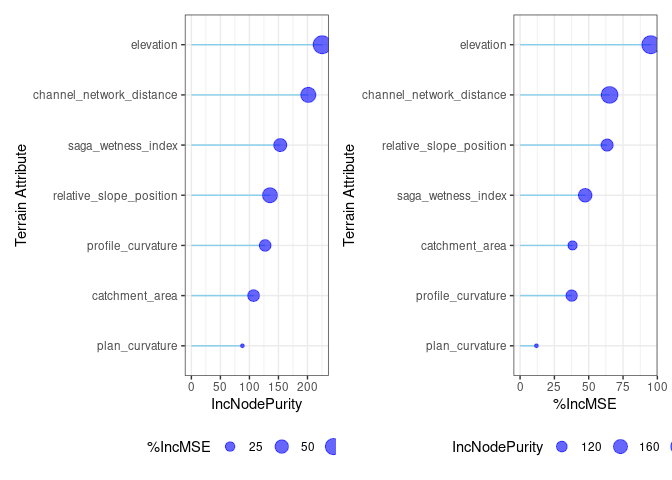 Terrain Attribute
elevation
channel_network_distance
saga_wetness_index
relative_slope_position
profile_curvature
catchment_area
plan_curvature
0 50 100 150 200
IncNodePurity
%IncMSE 25 50
Terrain Attribute
elevation
channel_network_distance
relative_slope_position
saga_wetness_index
catchment_area
profile_curvature
plan_curvature
0 25 50 75 100
%IncMSE
IncNodePurity 120 160